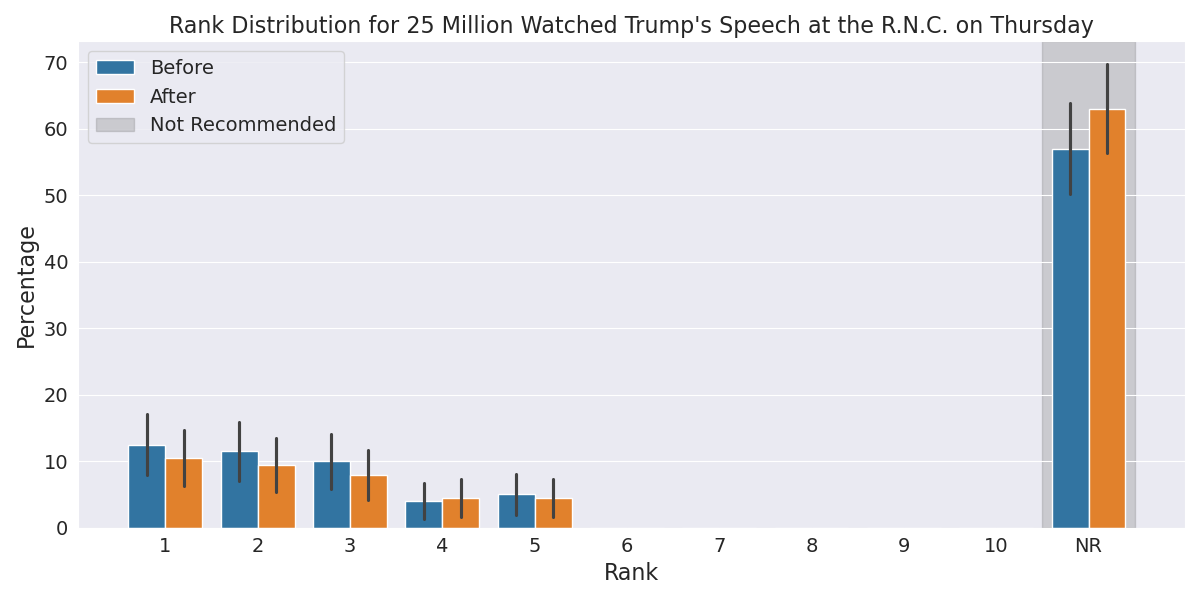 Rank Distribution for 25 Million Watched Trump's Speech at the R.N.C. on Thursday
Before
After
Not Recommended
Percentage
70
60
50
40
30
20
10
0
1 2 3 4 5 6 7 8 9 10 NR
Rank